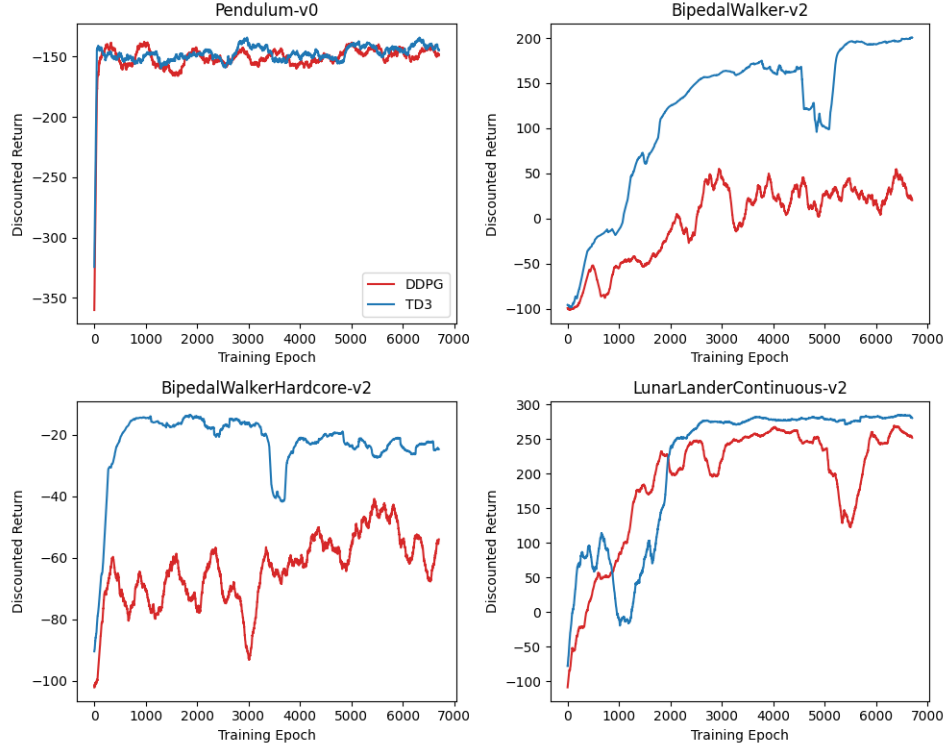 Pendulum-v0
Discounted Return
−150
−200
−250
−300
−350
DDPG
TD3
0 1000 2000 3000 4000 5000 6000 7000
Training Epoch
BipedalWalker-v2
Discounted Return
200
150
100
50
0
−50
−100
0 1000 2000 3000 4000 5000 6000 7000
Training Epoch
BipedalWalkerHardcore-v2
Discounted Return
−20
−40
−60
−80
−100
0 1000 2000 3000 4000 5000 6000 7000
Training Epoch
LunarLanderContinuous-v2
Discounted Return
300
250
200
150
100
50
0
−50
−100
0 1000 2000 3000 4000 5000 6000 7000
Training Epoch